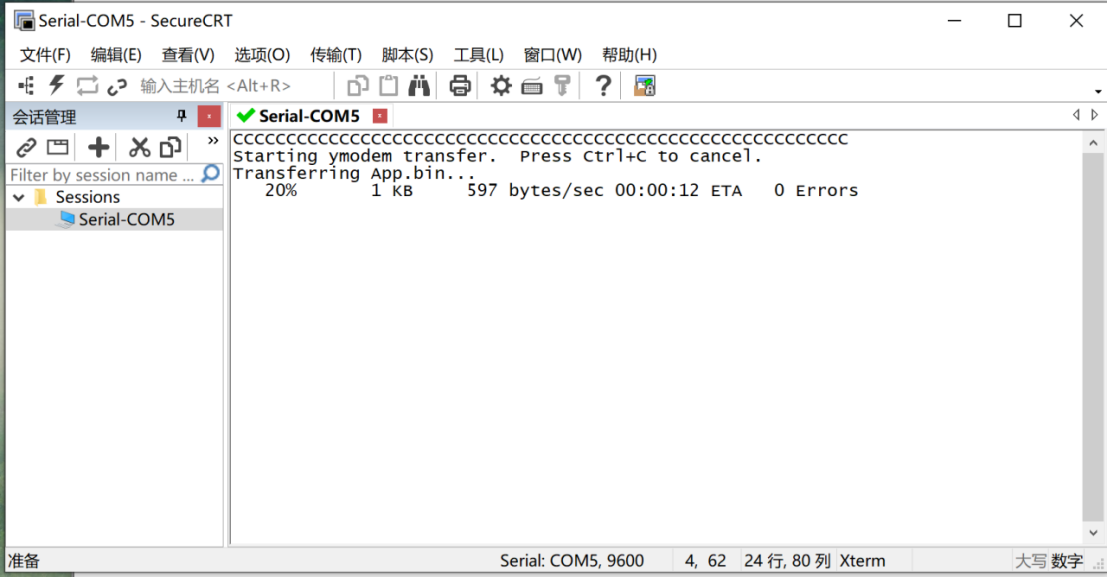 Serial-COM5 - SecureCRT
文件(F) 编辑(E) 查看(V) 选项(O) 传输(T) 脚本(S) 工具(L) 窗口(W) 帮助(H)
输入主机名 <Alt+R>
会话管理
Serial-COM5
Filter by session name ...
Sessions
Serial-COM5
CCCCCCCCCCCCCCCCCCCCCCCCCCCCCCCCCCCCCCCCCCCCCCCCCCCCCCCCCC
Starting ymodem transfer.  Press Ctrl+C to cancel.
Transferring App.bin...
20%       1 KB     597 bytes/sec 00:00:12 ETA   0 Errors
准备 Serial: COM5, 9600 4, 62 24 行, 80 列 Xterm 大写 数字